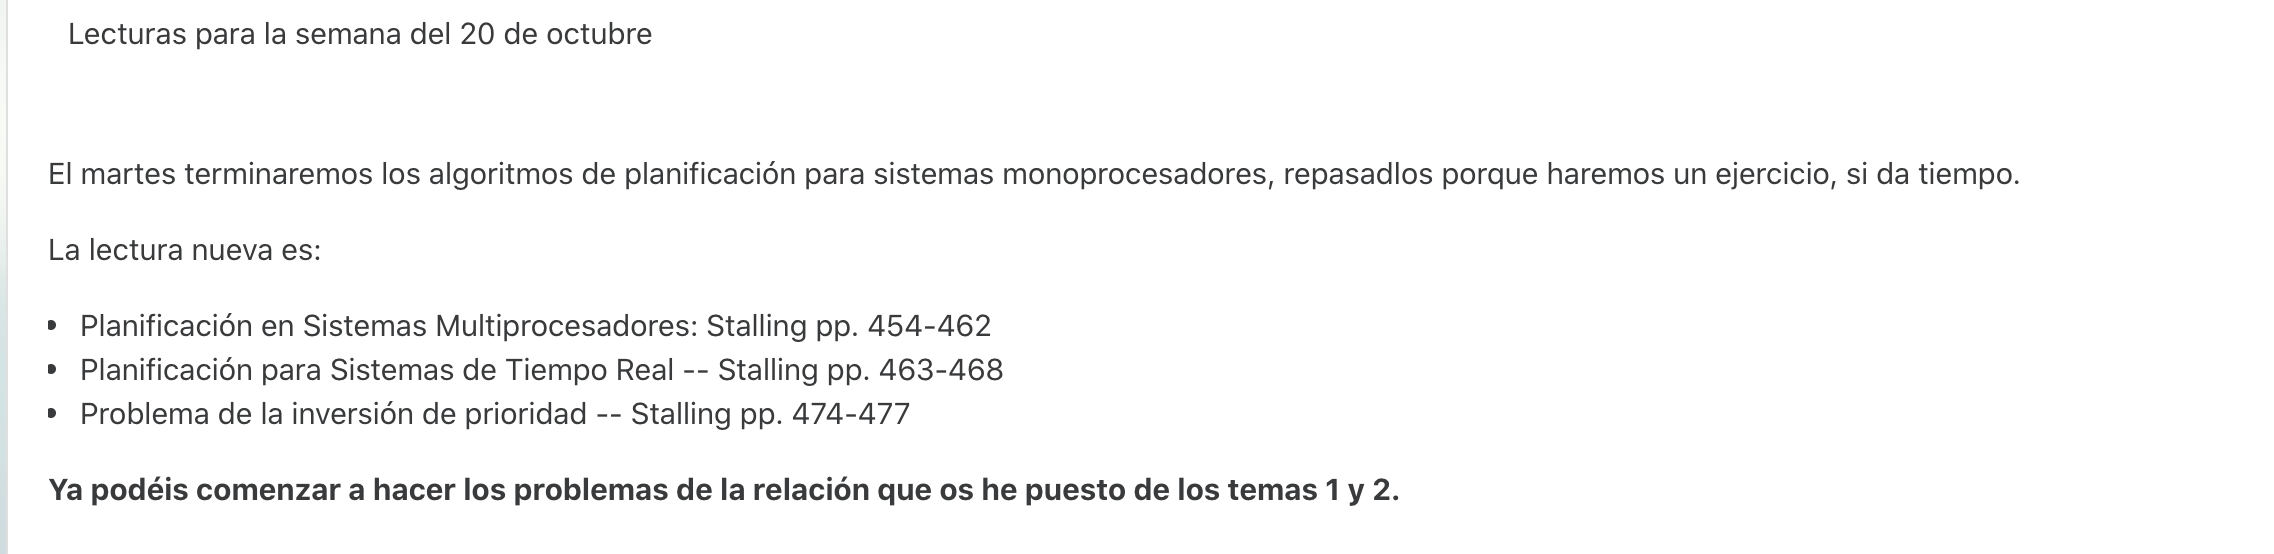 Lecturas para la semana del 20 de octubre
El martes terminaremos los algoritmos de planificación para sistemas monoprocesadores, repasadlos porque haremos un ejercicio, si da tiempo.
La lectura nueva es:
• Planificación en Sistemas Multiprocesadores: Stalling pp. 454-462
• Planificación para Sistemas de Tiempo Real -- Stalling pp. 463-468
• Problema de la inversión de prioridad -- Stalling pp. 474-477
Ya podéis comenzar a hacer los problemas de la relación que os he puesto de los temas 1 y 2.